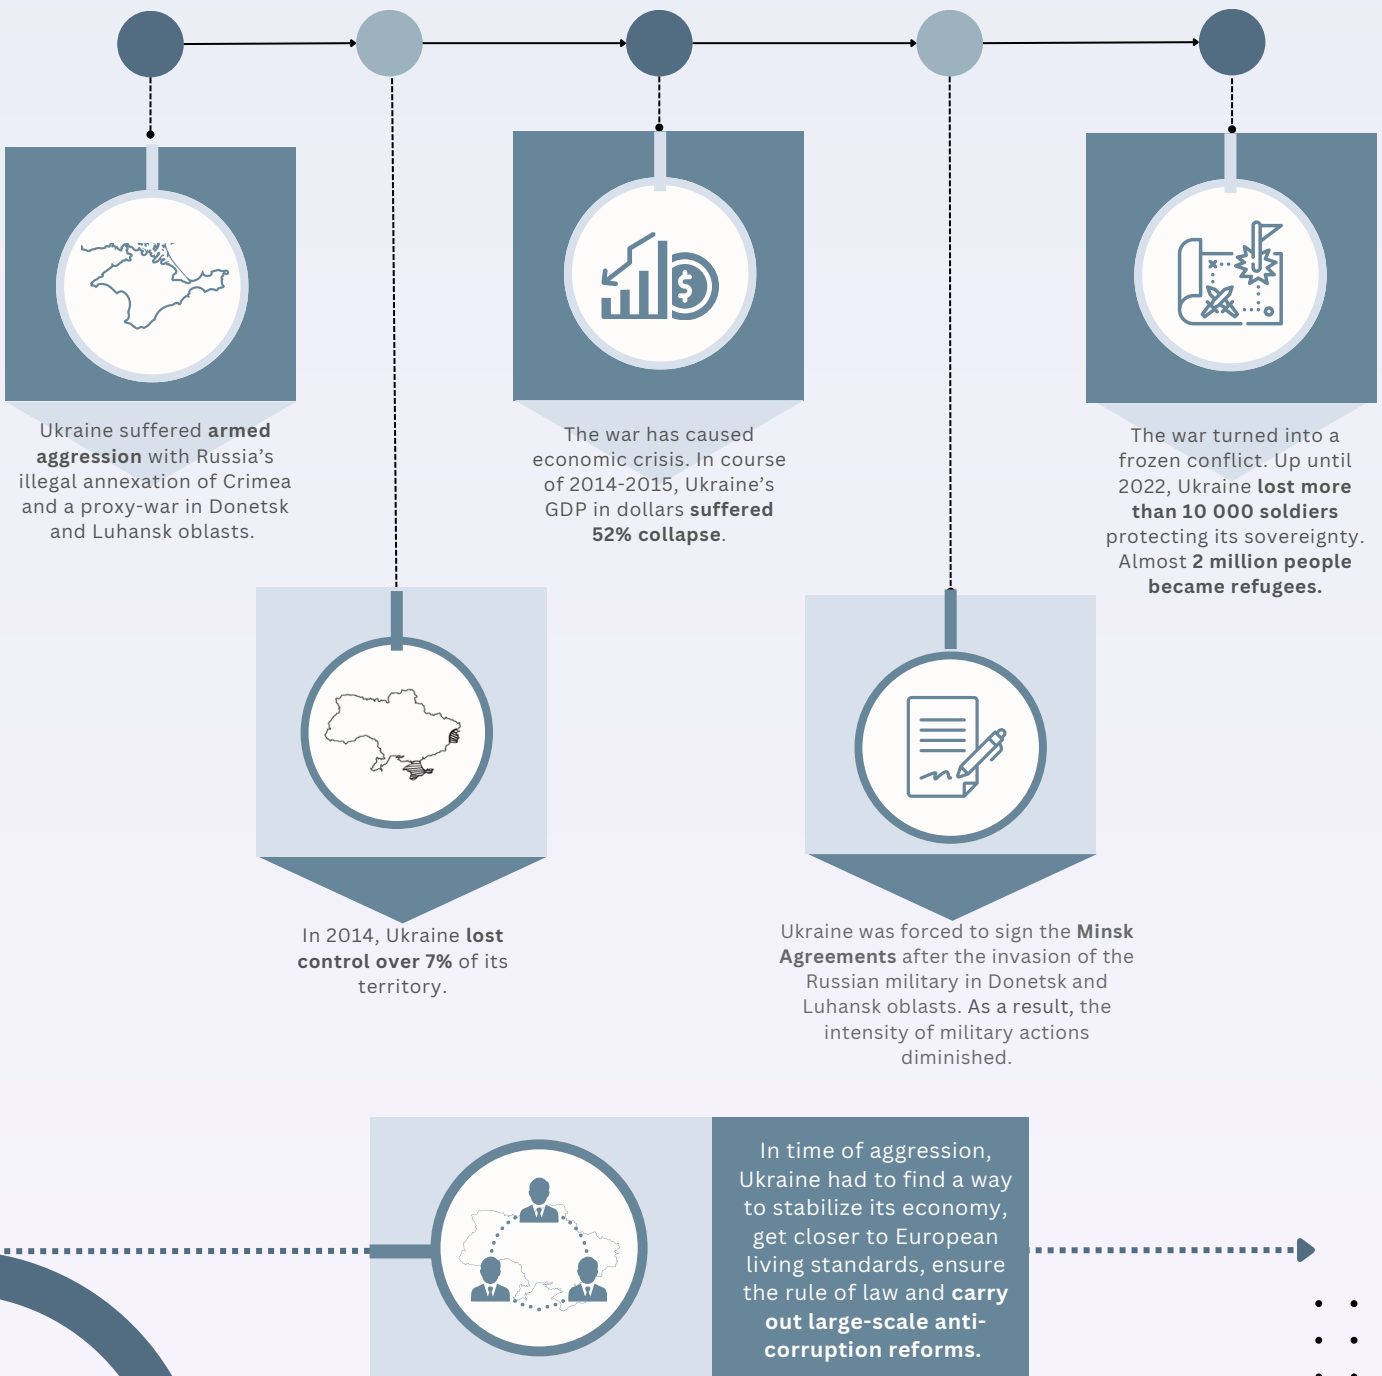 Ukraine suffered armed
aggression with Russia's
illegal annexation of Crimea
and a proxy-war in Donetsk
and Luhansk oblasts.
In 2014, Ukraine lost
control over 7% of its
territory.
The war has caused
economic crisis. In course
of 2014-2015, Ukraine's
GDP in dollars suffered
52% collapse.
Ukraine was forced to sign the Minsk
Agreements after the invasion of the
Russian military in Donetsk and
Luhansk oblasts. As a result, the
intensity of military actions
diminished.
The war turned into a
frozen conflict. Up until
2022, Ukraine lost more
than 10 000 soldiers
protecting its sovereignty.
Almost 2 million people
became refugees.
In time of aggression,
Ukraine had to find a way
to stabilize its economy,
get closer to European
living standards, ensure
the rule of law and carry
out large-scale anti-
corruption reforms.